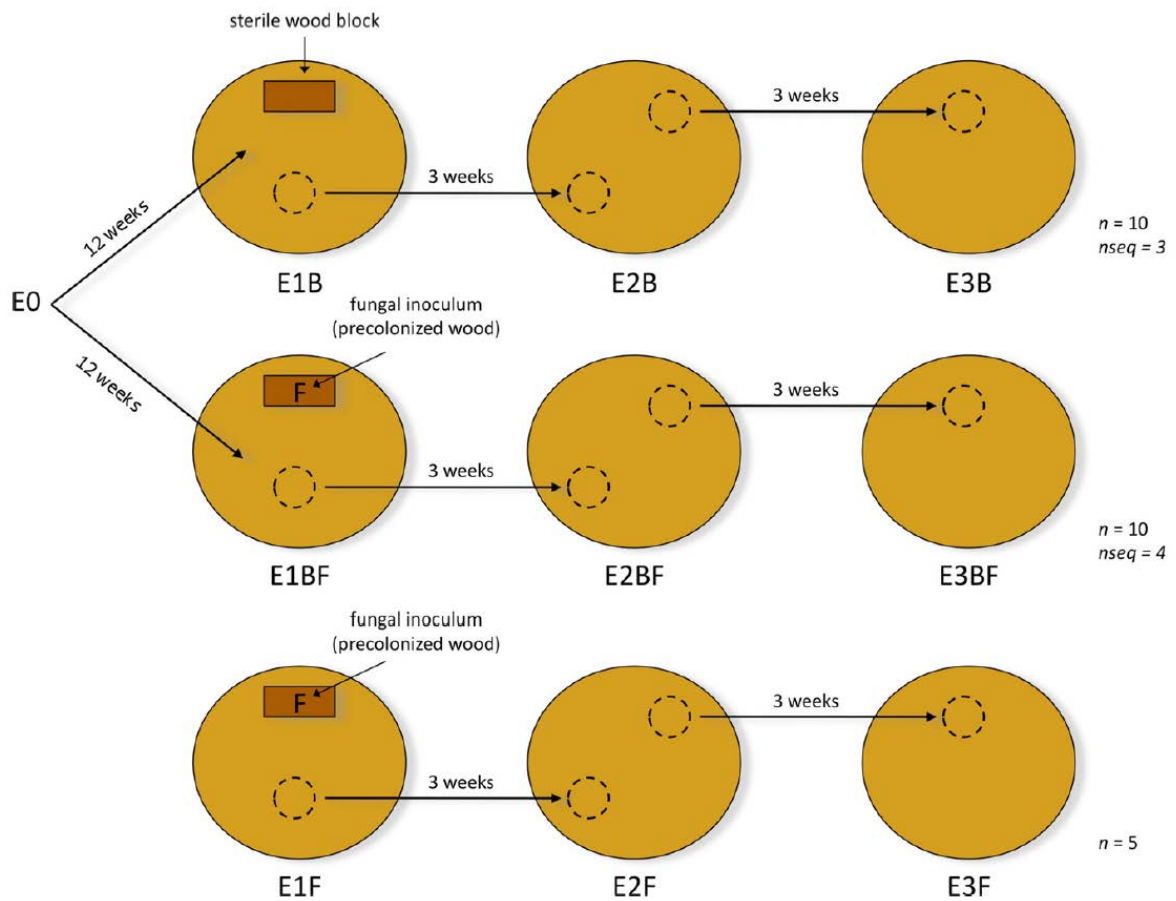 sterile wood block
3 weeks
12 weeks
3 weeks
n = 10
nseq = 3
E1B
E2B
E3B
E0
fungal inoculum
(precolonized wood)
12 weeks
F
3 weeks
3 weeks
n = 10
nseq = 4
E1BF
E2BF
E3BF
fungal inoculum
(precolonized wood)
F
3 weeks
3 weeks
n = 5
E1F
E2F
E3F